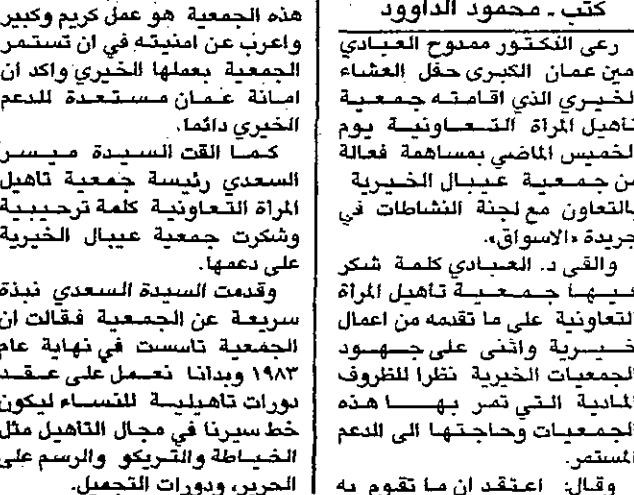 كتب ـ محمود الداوود
رعى الدكتور ممدوح العبادي
مين عمان الكبرى حفل العشاء
لخيري الذي اقامته جمعية
تأهيل المرأة التعاونية يوم
لخميس الماضي بمساهمة فعالة
من جمعية عيبال الخيرية
بالتعاون مع لجنة النشاطات في
جريدة «الاسواق».
والقى د. العبادي كلمة شكر
فيها جمعية تأهيل المرأة
التعاونية على ما تقدمه من اعمال
خيرية واثنى على جهود
الجمعيات الخيرية نظرا للظروف
المادية التي تمر بها هذه
الجمعيات وحاجتها الى الدعم
المستمر.
وقال: اعتقد ان ما تقوم به
هذه الجمعية هو عمل كريم وكبير
واعرب عن امنيته في ان تستمر
الجمعية بعملها الخيري واكد ان
امانة عمان مستعدة للدعم
الخيري دائما.
كما القت السيدة ميسر
السعدي رئيسة جمعية تاهيل
المرأة التعاونية كلمة ترحيبية
وشكرت جمعية عيبال الخيرية
على دعمها.
وقدمت السيدة السعدي نبذة
سريعة عن الجمعية فقالت ان
الجمعية تاسست في نهاية عام
١٩٨٣ وبدانا نعمل على عقد
دورات تاهيلية للنساء ليكون
خط سيرنا في مجال التاهيل مثل
الخياطة والتريكو والرسم على
الحرير، ودورات التجميل.